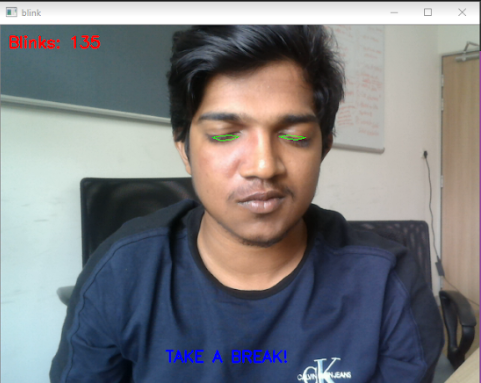 blink
Blinks: 135
TAKE A BREAK!
CK
CALVIN KLEIN JEANS